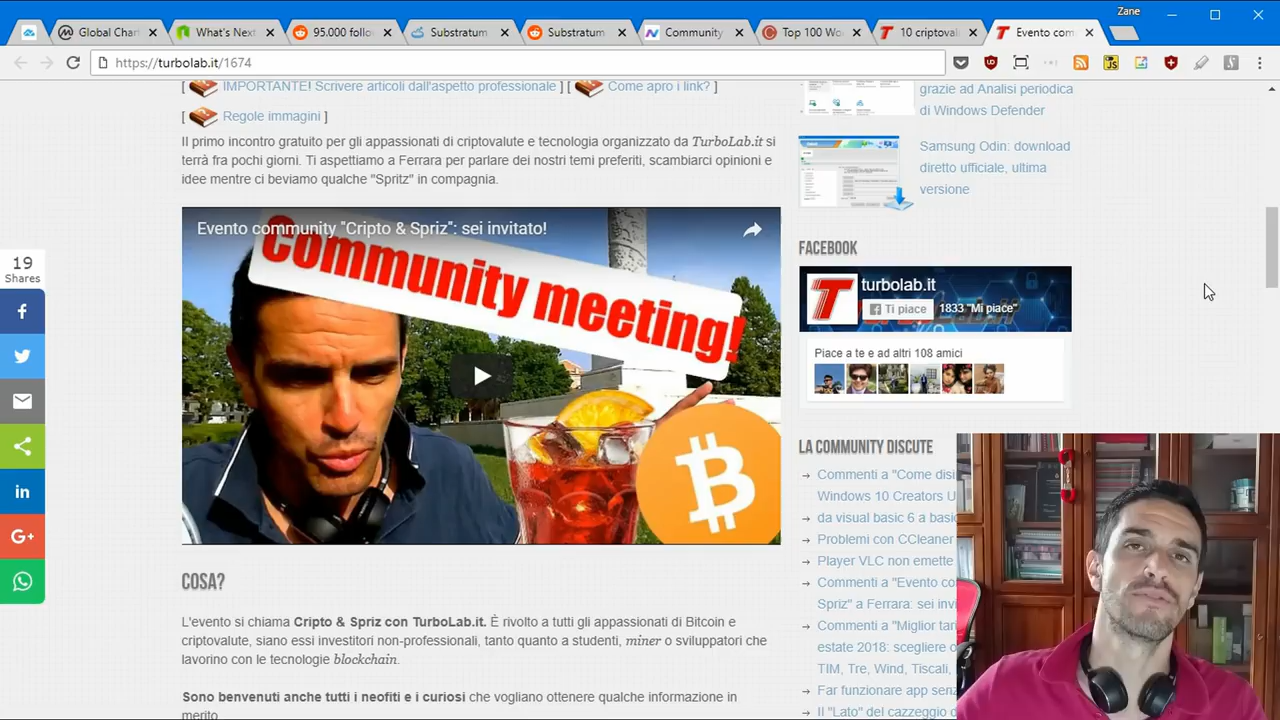 Zane
Global Char
What's Next
95.000 follo
Substratum
Substratum
Community
Top 100 Wo
10 criptoval
Evento com
https://turbolab.it/1674
[ IMPORTANTE! Scrivere articoli dall'aspetto professionale ] [ Come apro i link? ]
[ Regole immagini ]
Il primo incontro gratuito per gli appassionati di criptovalute e tecnologia organizzato da TurboLab.it si
terrà fra pochi giorni. Ti aspettiamo a Ferrara per parlare dei nostri temi preferiti, scambiarci opinioni e
idee mentre ci beviamo qualche "Spritz" in compagnia.
Evento community "Cripto & Spriz": sei invitato!
Community meeting!
19
Shares
COSA?
L'evento si chiama Cripto & Spriz con TurboLab.it. È rivolto a tutti gli appassionati di Bitcoin e
criptovalute, siano essi investitori non-professionali, tanto quanto a studenti, miner o sviluppatori che
lavorino con le tecnologie blockchain.
Sono benvenuti anche tutti i neofiti e i curiosi che vogliano ottenere qualche informazione in
merito.
grazie ad Analisi periodica
di Windows Defender
Samsung Odin: download
diretto ufficiale, ultima
versione
FACEBOOK
turbolab.it
Ti piace
1833 "Mi piace"
Piace a te e ad altri 108 amici
LA COMMUNITY DISCUTE
Commenti a "Come disi
Windows 10 Creators U
da visual basic 6 a basic
Problemi con CCleaner
Player VLC non emette
Commenti a "Evento co
Spriz" a Ferrara: sei invi
Commenti a "Miglior tar
estate 2018: scegliere o
TIM, Tre, Wind, Tiscali,
Far funzionare app senz
Il "Lato" del cazzeggio d